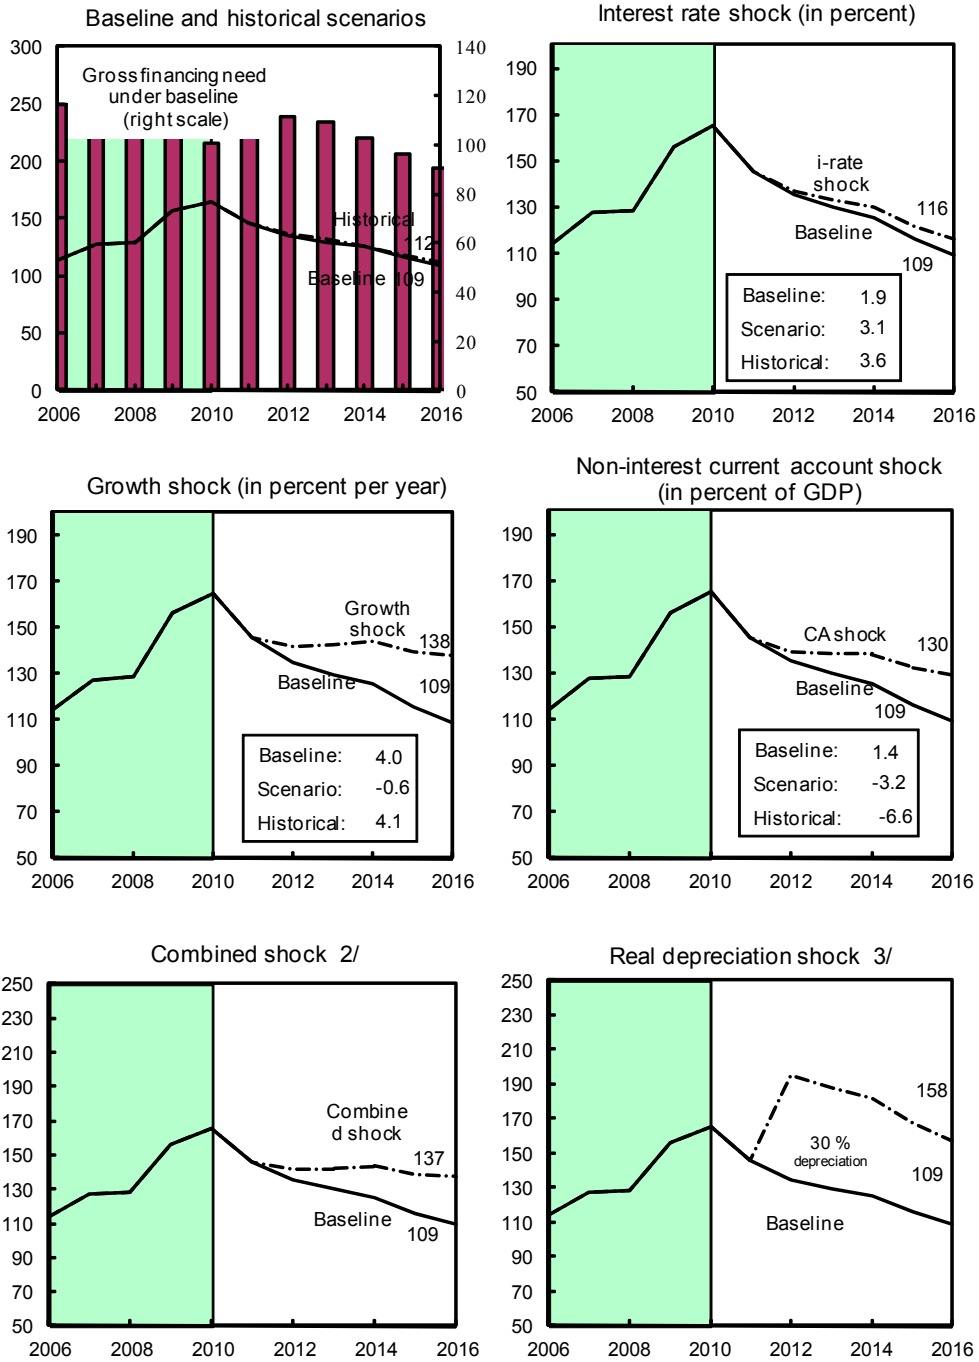 Baseline and historical scenarios
300
250
200
150
100
50
0
140
120
100
80
60
40
20
0
Gross financing need
under baseline
(right scale)
Historical
112
Baseline 109
2006 2008 2010 2012 2014 2016
Interest rate shock (in percent)
190
170
150
130
110
90
70
50
i-rate
shock
116
Baseline
109
Baseline: 1.9
Scenario: 3.1
Historical: 3.6
2006 2008 2010 2012 2014 2016
Growth shock (in percent per year)
190
170
150
130
110
90
70
50
Growth
shock
138
Baseline
109
Baseline: 4.0
Scenario: -0.6
Historical: 4.1
2006 2008 2010 2012 2014 2016
Non-interest current account shock
(in percent of GDP)
190
170
150
130
110
90
70
50
CA shock
130
Baseline
109
Baseline: 1.4
Scenario: -3.2
Historical: -6.6
2006 2008 2010 2012 2014 2016
Combined shock 2/
250
230
210
190
170
150
130
110
90
70
50
Combine
d shock
137
Baseline
109
2006 2008 2010 2012 2014 2016
Real depreciation shock 3/
250
230
210
190
170
150
130
110
90
70
50
158
30 %
depreciation
109
Baseline
2006 2008 2010 2012 2014 2016